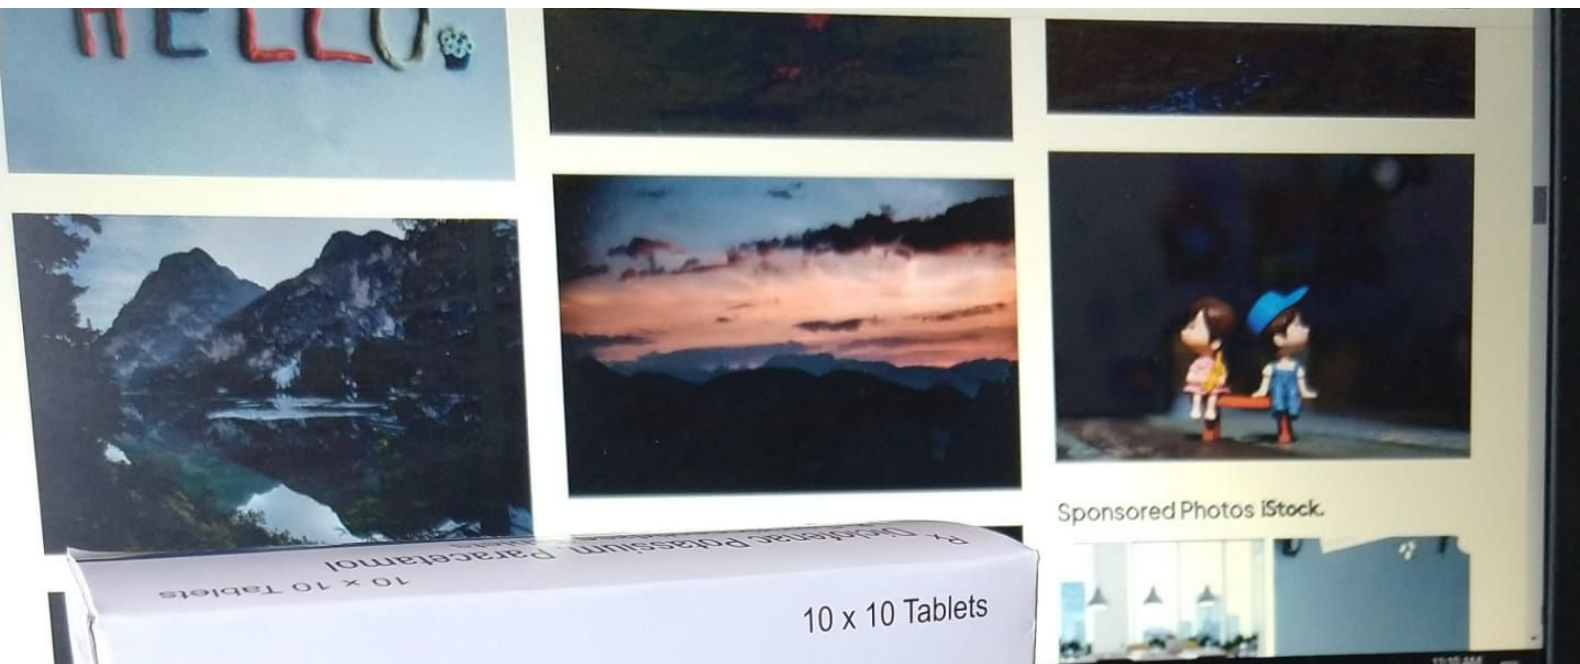 HELLO
Sponsored Photos iStock.
Rx
Diclofenac Potassium, Paracetamol
10 x 10 Tablets
10 x 10 Tablets